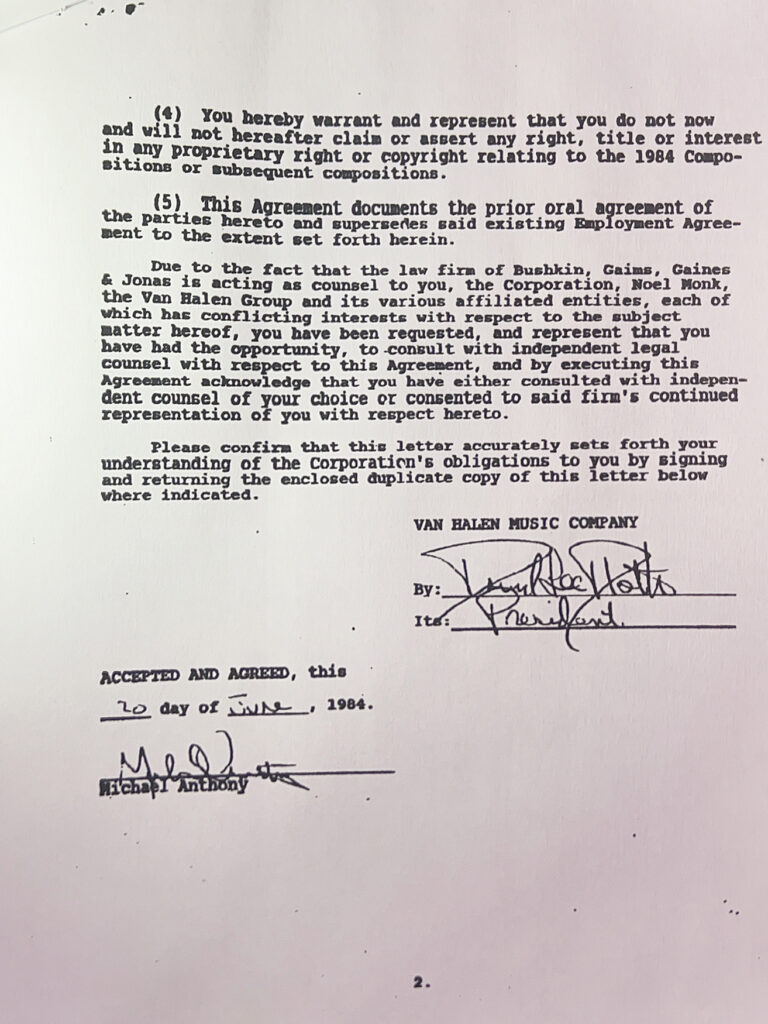 (4) You hereby warrant and represent that you do not now
and will not hereafter claim or assert any right, title or interest
in any proprietary right or copyright relating to the 1984 Compo-
sitions or subsequent compositions.
(5) This Agreement documents the prior oral agreement of
the parties hereto and supersedes said existing Employment Agree-
ment to the extent set forth herein.
Due to the fact that the law firm of Bushkin, Gaims, Gaines
& Jonas is acting as counsel to you, the Corporation, Noel Monk,
the Van Halen Group and its various affiliated entities, each of
which has conflicting interests with respect to the subject
matter hereof, you have been requested, and represent that you
have had the opportunity, to consult with independent legal
counsel with respect to this Agreement, and by executing this
Agreement acknowledge that you have either consulted with indepen-
dent counsel of your choice or consented to said firm's continued
representation of you with respect hereto.
Please confirm that this letter accurately sets forth your
understanding of the Corporation's obligations to you by signing
and returning the enclosed duplicate copy of this letter below
where indicated.
VAN HALEN MUSIC COMPANY
By:
Its: President.
ACCEPTED AND AGREED, this
20 day of June, 1984.
Michael Anthony
2.